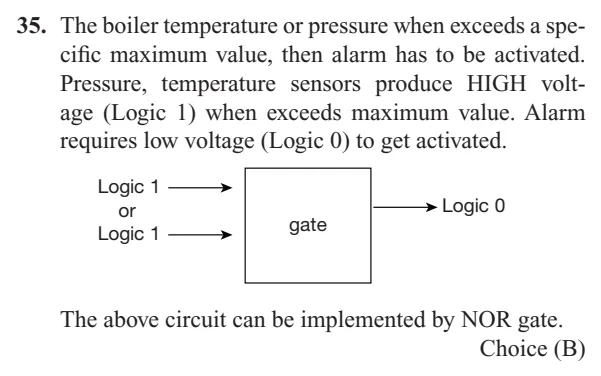 35. The boiler temperature or pressure when exceeds a spe-
cific maximum value, then alarm has to be activated.
Pressure, temperature sensors produce HIGH volt-
age (Logic 1) when exceeds maximum value. Alarm
requires low voltage (Logic 0) to get activated.
Logic 1
or
Logic 1
gate
Logic 0
The above circuit can be implemented by NOR gate.
Choice (B)